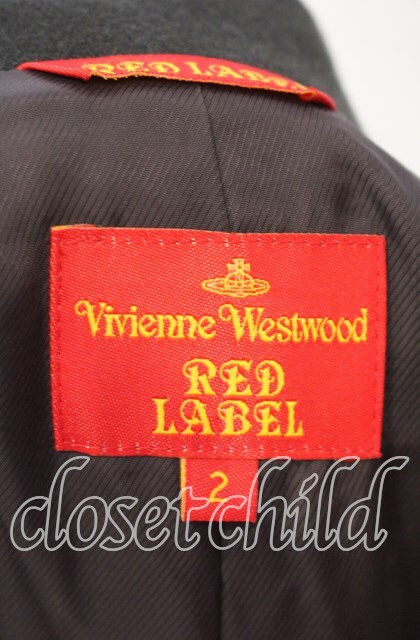 RED LABEL
Vivienne Westwood
RED
LABEL
2
closet child